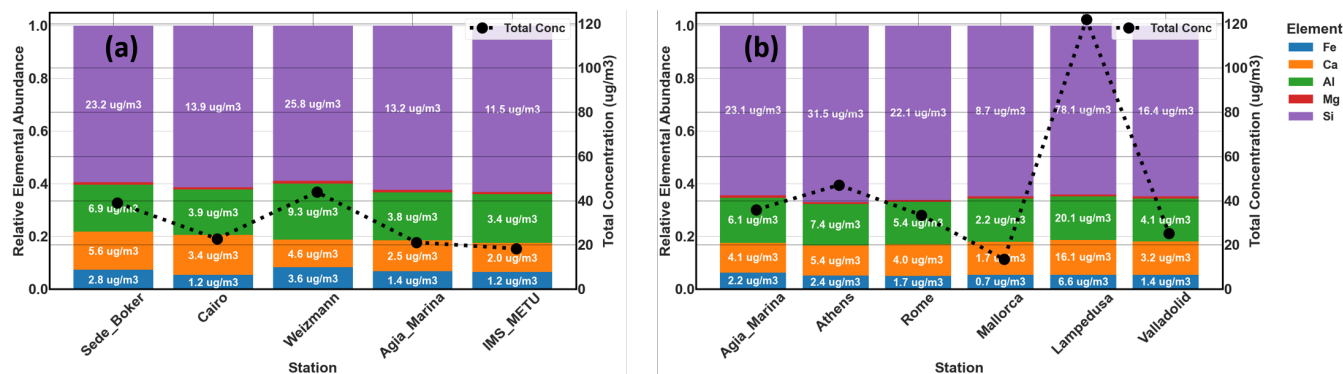 (a)
Total Conc
Relative Elemental Abundance
1.0
0.8
0.6
0.4
0.2
0.0
23.2 ug/m3
13.9 ug/m3
25.8 ug/m3
13.2 ug/m3
11.5 ug/m3
6.9 ug/m3
3.9 ug/m3
9.3 ug/m3
3.8 ug/m3
3.4 ug/m3
5.6 ug/m3
3.4 ug/m3
4.6 ug/m3
2.5 ug/m3
2.0 ug/m3
2.8 ug/m3
1.2 ug/m3
3.6 ug/m3
1.4 ug/m3
1.2 ug/m3
120
100
80
60
40
20
0
Total Concentration (ug/m3)
Sede_Boker
Cairo
Weizmann
Agia_Marina
IMS_METU
Station
(b)
Total Conc
Relative Elemental Abundance
1.0
0.8
0.6
0.4
0.2
0.0
23.1 ug/m3
31.5 ug/m3
22.1 ug/m3
8.7 ug/m3
78.1 ug/m3
16.4 ug/m3
6.1 ug/m3
7.4 ug/m3
5.4 ug/m3
2.2 ug/m3
20.1 ug/m3
4.1 ug/m3
4.1 ug/m3
5.4 ug/m3
4.0 ug/m3
1.7 ug/m3
16.1 ug/m3
3.2 ug/m3
2.2 ug/m3
2.4 ug/m3
1.7 ug/m3
0.7 ug/m3
6.6 ug/m3
1.4 ug/m3
120
100
80
60
40
20
0
Total Concentration (ug/m3)
Agia_Marina
Athens
Rome
Mallorca
Lampedusa
Valladolid
Station
Element
Fe
Ca
Al
Mg
Si